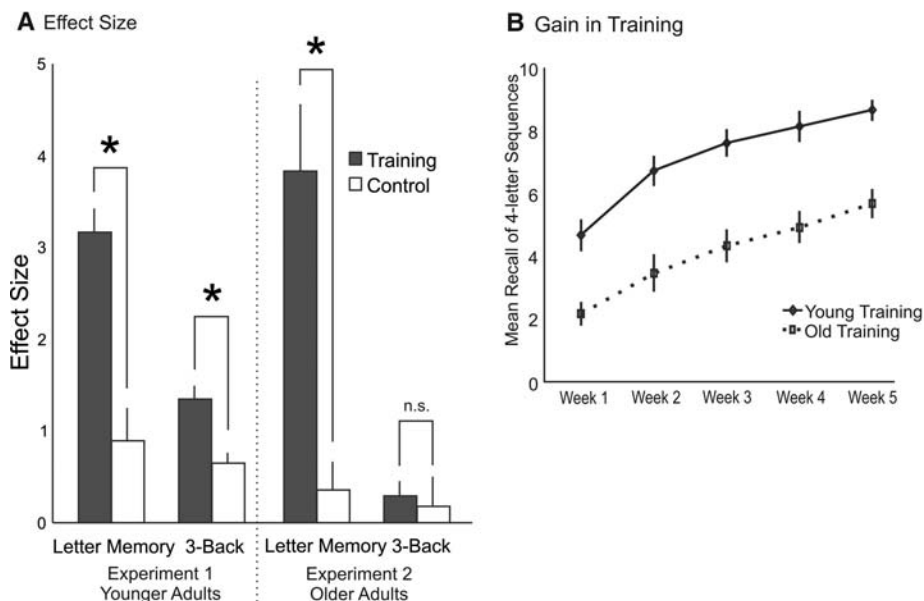 A Effect Size
Effect Size
5
4
3
2
1
0
*
*
*
n.s.
Training
Control
Letter Memory 3-Back
Letter Memory 3-Back
Experiment 1
Younger Adults
Experiment 2
Older Adults
B Gain in Training
Mean Recall of 4-letter Sequences
10
8
6
4
2
0
Young Training
Old Training
Week 1 Week 2 Week 3 Week 4 Week 5